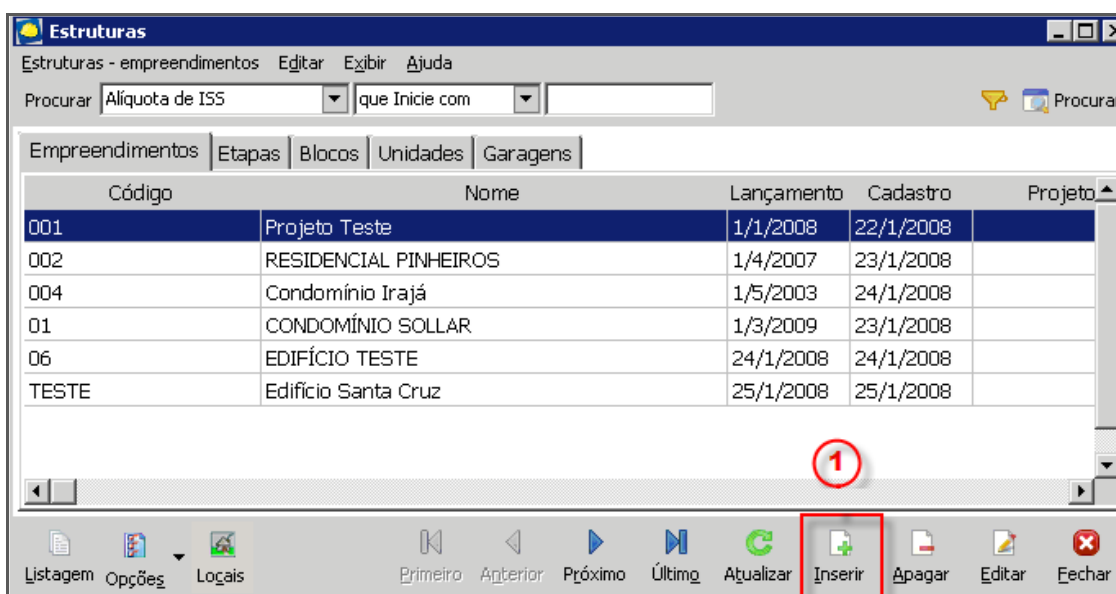 Estruturas
Estruturas - empreendimentos Editar Exibir Ajuda
Procurar Alíquota de ISS que Inicie com Procurar
Empreendimentos Etapas Blocos Unidades Garagens
Código Nome Lançamento Cadastro Projeto
001 Projeto Teste 1/1/2008 22/1/2008
002 RESIDENCIAL PINHEIROS 1/4/2007 23/1/2008
004 Condomínio Irajá 1/5/2003 24/1/2008
01 CONDOMÍNIO SOLLAR 1/3/2009 23/1/2008
06 EDIFÍCIO TESTE 24/1/2008 24/1/2008
TESTE Edifício Santa Cruz 25/1/2008 25/1/2008
1
Listagem Opções Locais Primeiro Anterior Próximo Último Atualizar Inserir Apagar Editar Fechar